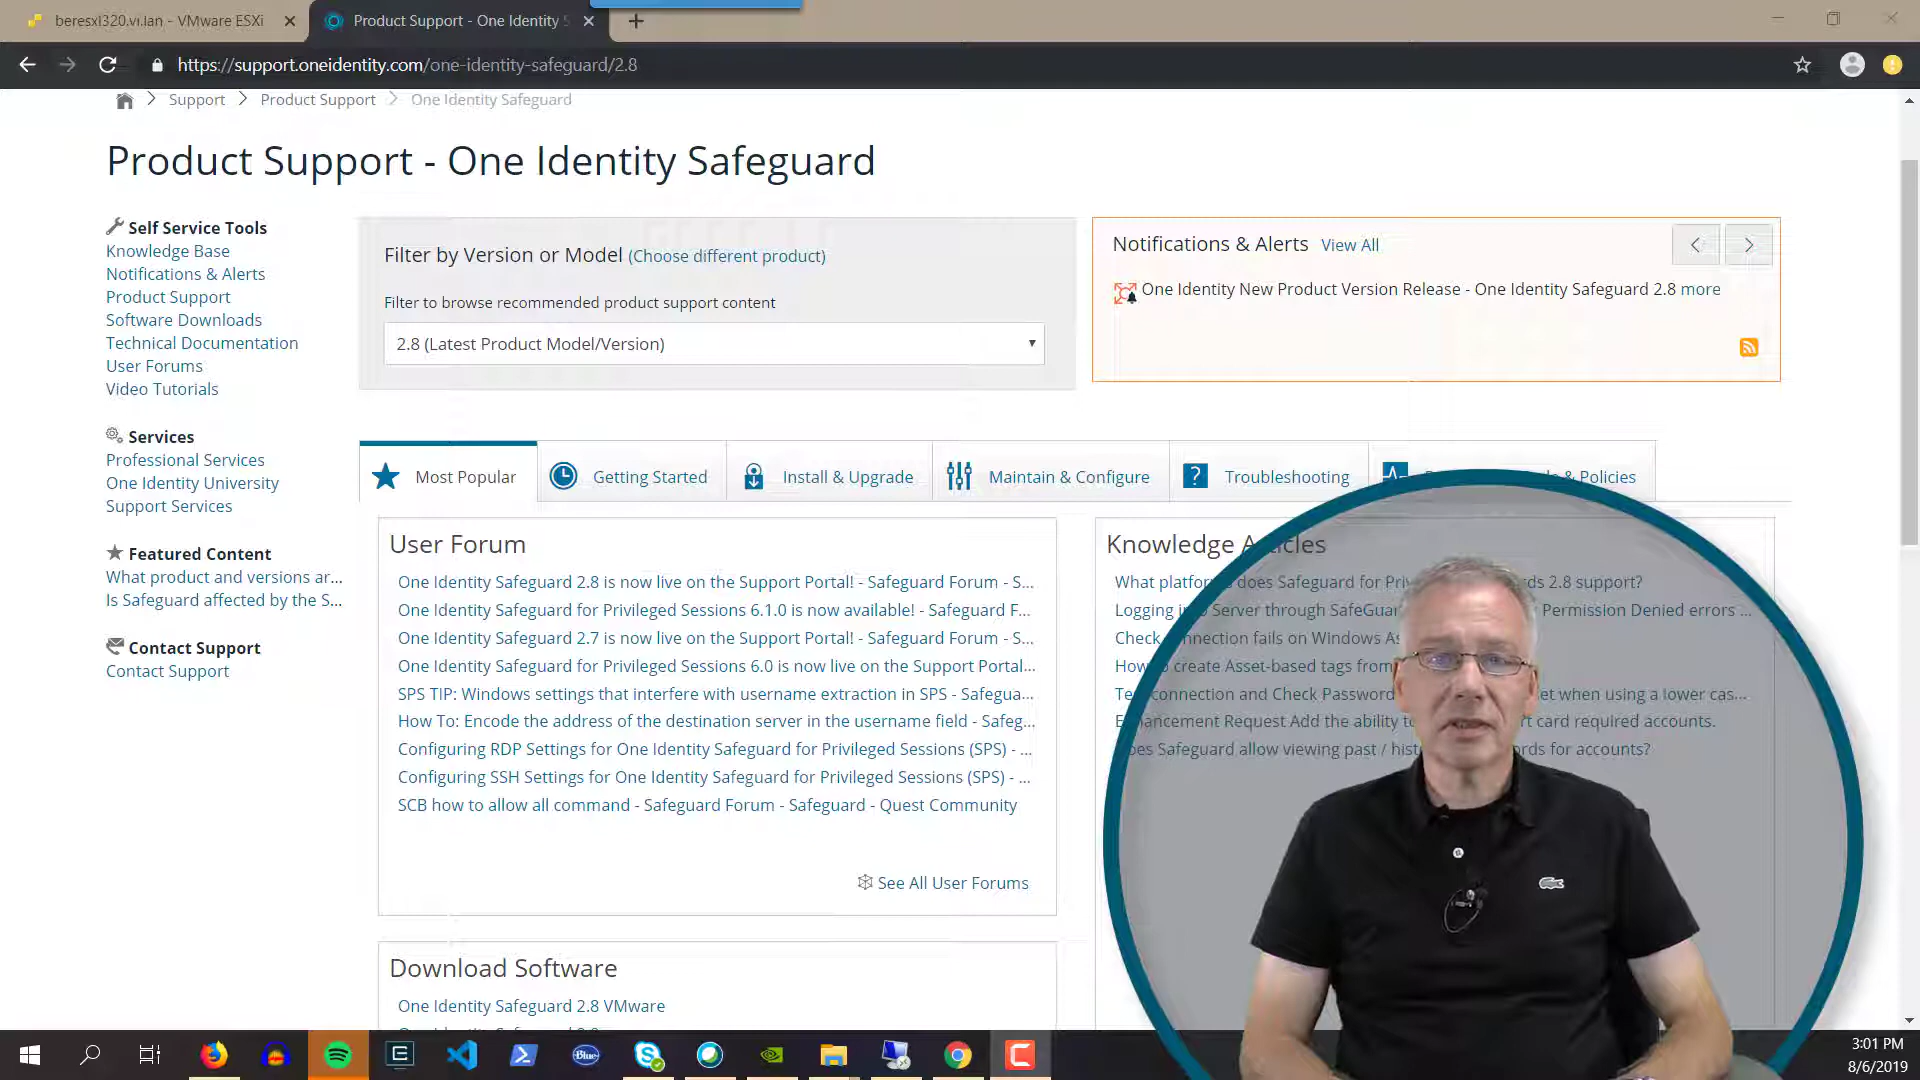 beresxl320.vi.lan - VMware ESXi
Product Support - One Identity S
https://support.oneidentity.com/one-identity-safeguard/2.8
Support
Product Support
One Identity Safeguard
Product Support - One Identity Safeguard
Self Service Tools
Knowledge Base
Notifications & Alerts
Product Support
Software Downloads
Technical Documentation
User Forums
Video Tutorials
Services
Professional Services
One Identity University
Support Services
Featured Content
What product and versions ar...
Is Safeguard affected by the S...
Contact Support
Contact Support
Filter by Version or Model (Choose different product)
Filter to browse recommended product support content
2.8 (Latest Product Model/Version)
Notifications & Alerts View All
One Identity New Product Version Release - One Identity Safeguard 2.8 more
Most Popular
Getting Started
Install & Upgrade
Maintain & Configure
Troubleshooting
& Policies
User Forum
One Identity Safeguard 2.8 is now live on the Support Portal! - Safeguard Forum - S...
One Identity Safeguard for Privileged Sessions 6.1.0 is now available! - Safeguard F...
One Identity Safeguard 2.7 is now live on the Support Portal! - Safeguard Forum - S...
One Identity Safeguard for Privileged Sessions 6.0 is now live on the Support Portal...
SPS TIP: Windows settings that interfere with username extraction in SPS - Safegua...
How To: Encode the address of the destination server in the username field - Safeg...
Configuring RDP Settings for One Identity Safeguard for Privileged Sessions (SPS) - ...
Configuring SSH Settings for One Identity Safeguard for Privileged Sessions (SPS) - ...
SCB how to allow all command - Safeguard Forum - Safeguard - Quest Community
See All User Forums
Knowledge Articles
What platforms does Safeguard for 2.8 support?
Logging into Server through Permission Denied errors ...
Check connection fails on Windows
How to create Asset-based tags from
Test connection and Check Password when using a lower cas...
Enhancement Request Add the ability to card required accounts.
Does Safeguard allow viewing past / for accounts?
Download Software
One Identity Safeguard 2.8 VMware
Blue
3:01 PM
8/6/2019